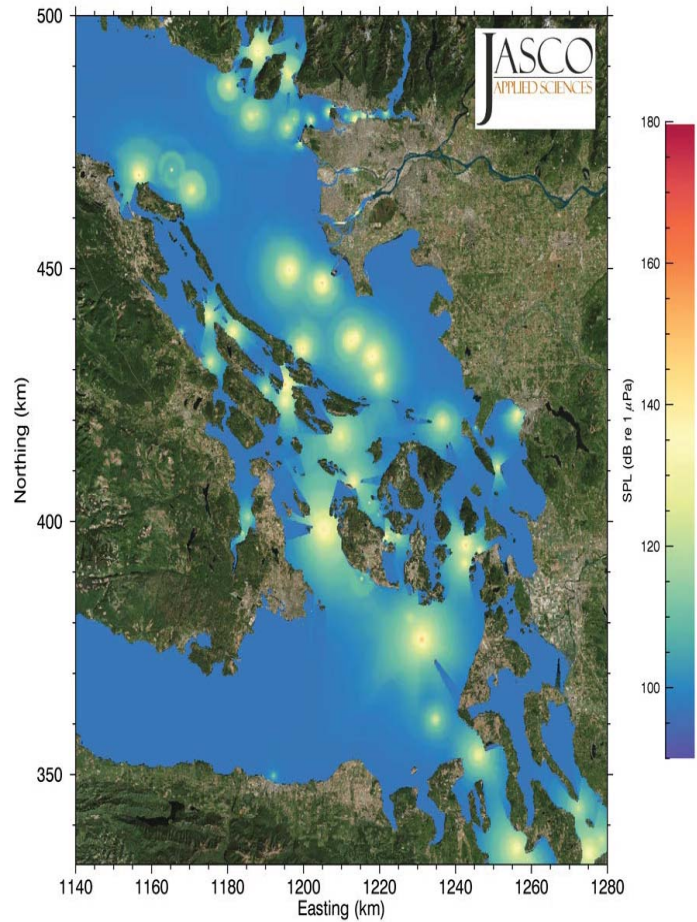 500
450
400
350
Northing (km)
1140 1160 1180 1200 1220 1240 1260 1280
Easting (km)
JASCO
APPLIED SCIENCES
180
160
140
120
100
SPL (dB re 1 μPa)